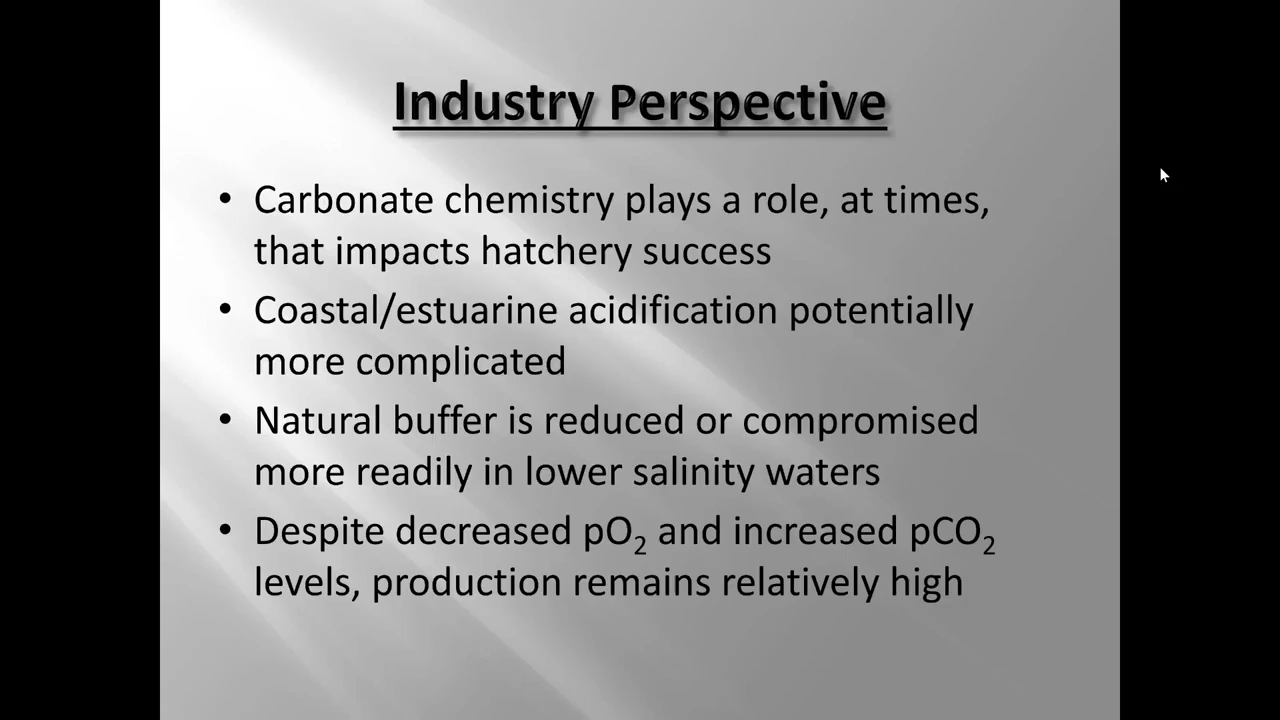 Industry Perspective
• Carbonate chemistry plays a role, at times,
that impacts hatchery success
• Coastal/estuarine acidification potentially
more complicated
• Natural buffer is reduced or compromised
more readily in lower salinity waters
• Despite decreased pO₂ and increased pCO₂
levels, production remains relatively high